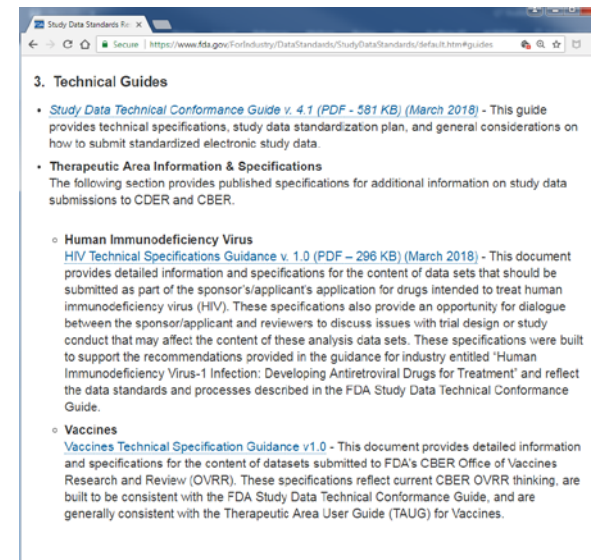 Study Data Standards Re
Secure | https://www.fda.gov/ForIndustry/DataStandards/StudyDataStandards/default.htm#guides
3. Technical Guides
• Study Data Technical Conformance Guide v. 4.1 (PDF - 581 KB) (March 2018) - This guide
provides technical specifications, study data standardization plan, and general considerations on
how to submit standardized electronic study data.
• Therapeutic Area Information & Specifications
The following section provides published specifications for additional information on study data
submissions to CDER and CBER.
○ Human Immunodeficiency Virus
HIV Technical Specifications Guidance v. 1.0 (PDF – 296 KB) (March 2018) - This document
provides detailed information and specifications for the content of data sets that should be
submitted as part of the sponsor's/applicant's application for drugs intended to treat human
immunodeficiency virus (HIV). These specifications also provide an opportunity for dialogue
between the sponsor/applicant and reviewers to discuss issues with trial design or study
conduct that may affect the content of these analysis data sets. These specifications were built
to support the recommendations provided in the guidance for industry entitled "Human
Immunodeficiency Virus-1 Infection: Developing Antiretroviral Drugs for Treatment" and reflect
the data standards and processes described in the FDA Study Data Technical Conformance
Guide.
○ Vaccines
Vaccines Technical Specification Guidance v1.0 - This document provides detailed information
and specifications for the content of datasets submitted to FDA's CBER Office of Vaccines
Research and Review (OVRR). These specifications reflect current CBER OVRR thinking, are
built to be consistent with the FDA Study Data Technical Conformance Guide, and are
generally consistent with the Therapeutic Area User Guide (TAUG) for Vaccines.